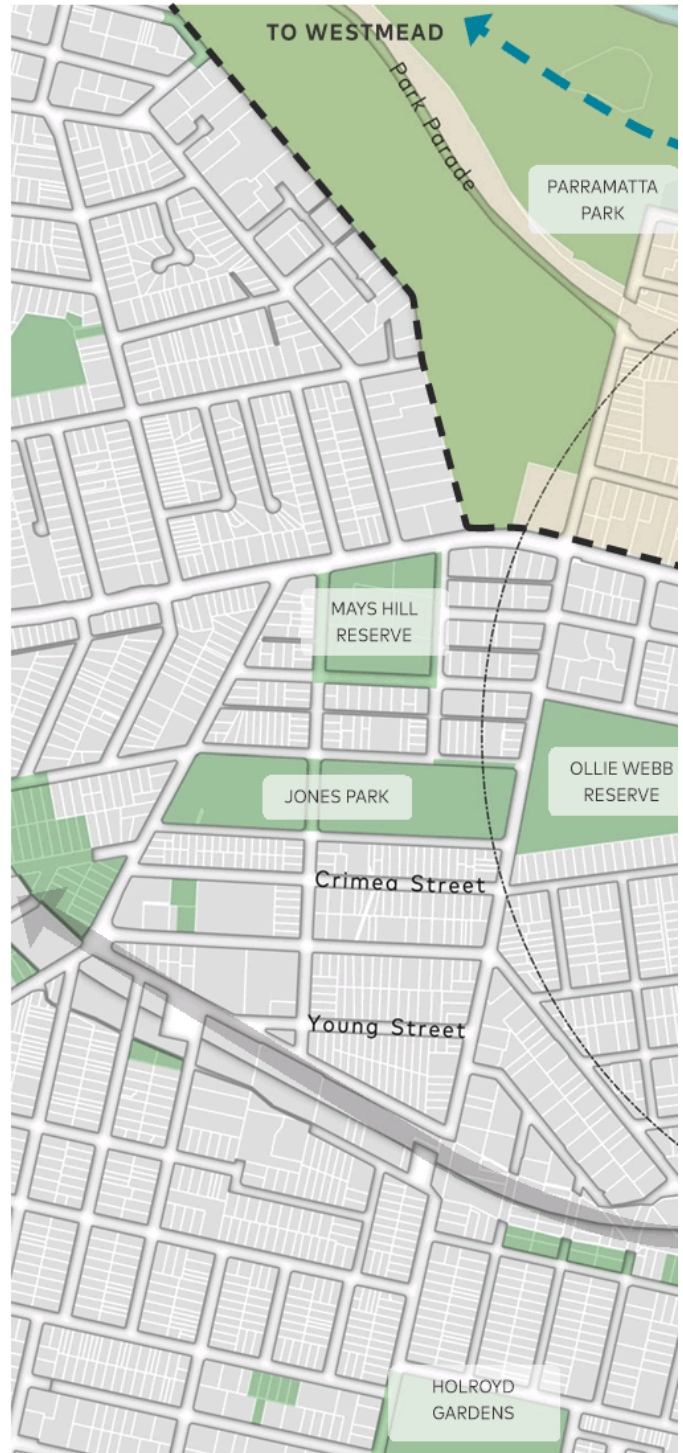 TO WESTMEAD
Park Parade
PARRAMATTA
PARK
MAYS HILL
RESERVE
OLLIE WEBB
RESERVE
JONES PARK
Crimea Street
Young Street
HOLROYD
GARDENS